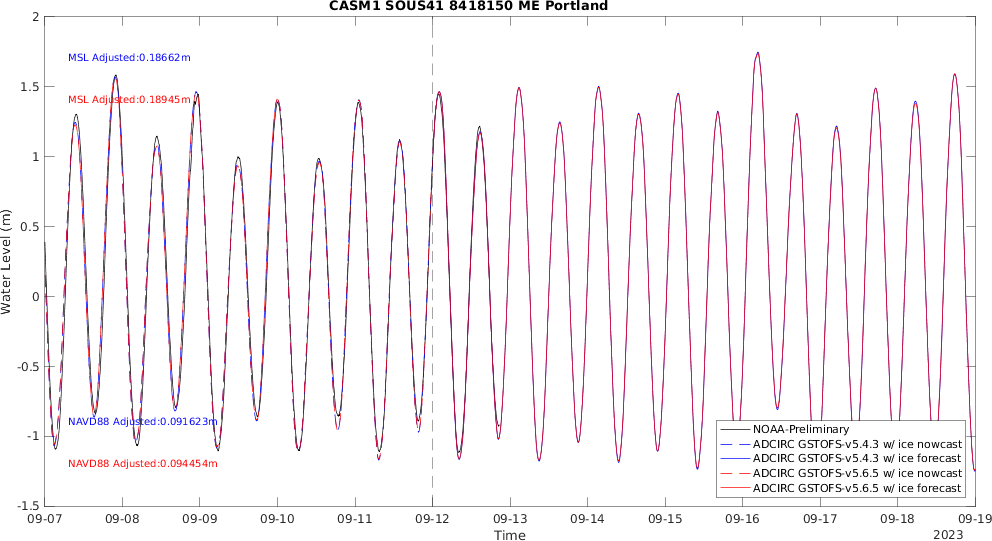 CASM1 SOUS41 8418150 ME Portland
2
1.5
1
0.5
0
-0.5
-1
-1.5
Water Level (m)
MSL Adjusted:0.18662m
MSL Adjusted:0.18945m
NAVD88 Adjusted:0.091623m
NAVD88 Adjusted:0.094454m
NOAA-Preliminary
ADCIRC GSTOFS-v5.4.3 w/ ice nowcast
ADCIRC GSTOFS-v5.4.3 w/ ice forecast
ADCIRC GSTOFS-v5.6.5 w/ ice nowcast
ADCIRC GSTOFS-v5.6.5 w/ ice forecast
09-07 09-08 09-09 09-10 09-11 09-12 09-13 09-14 09-15 09-16 09-17 09-18 09-19
Time
2023